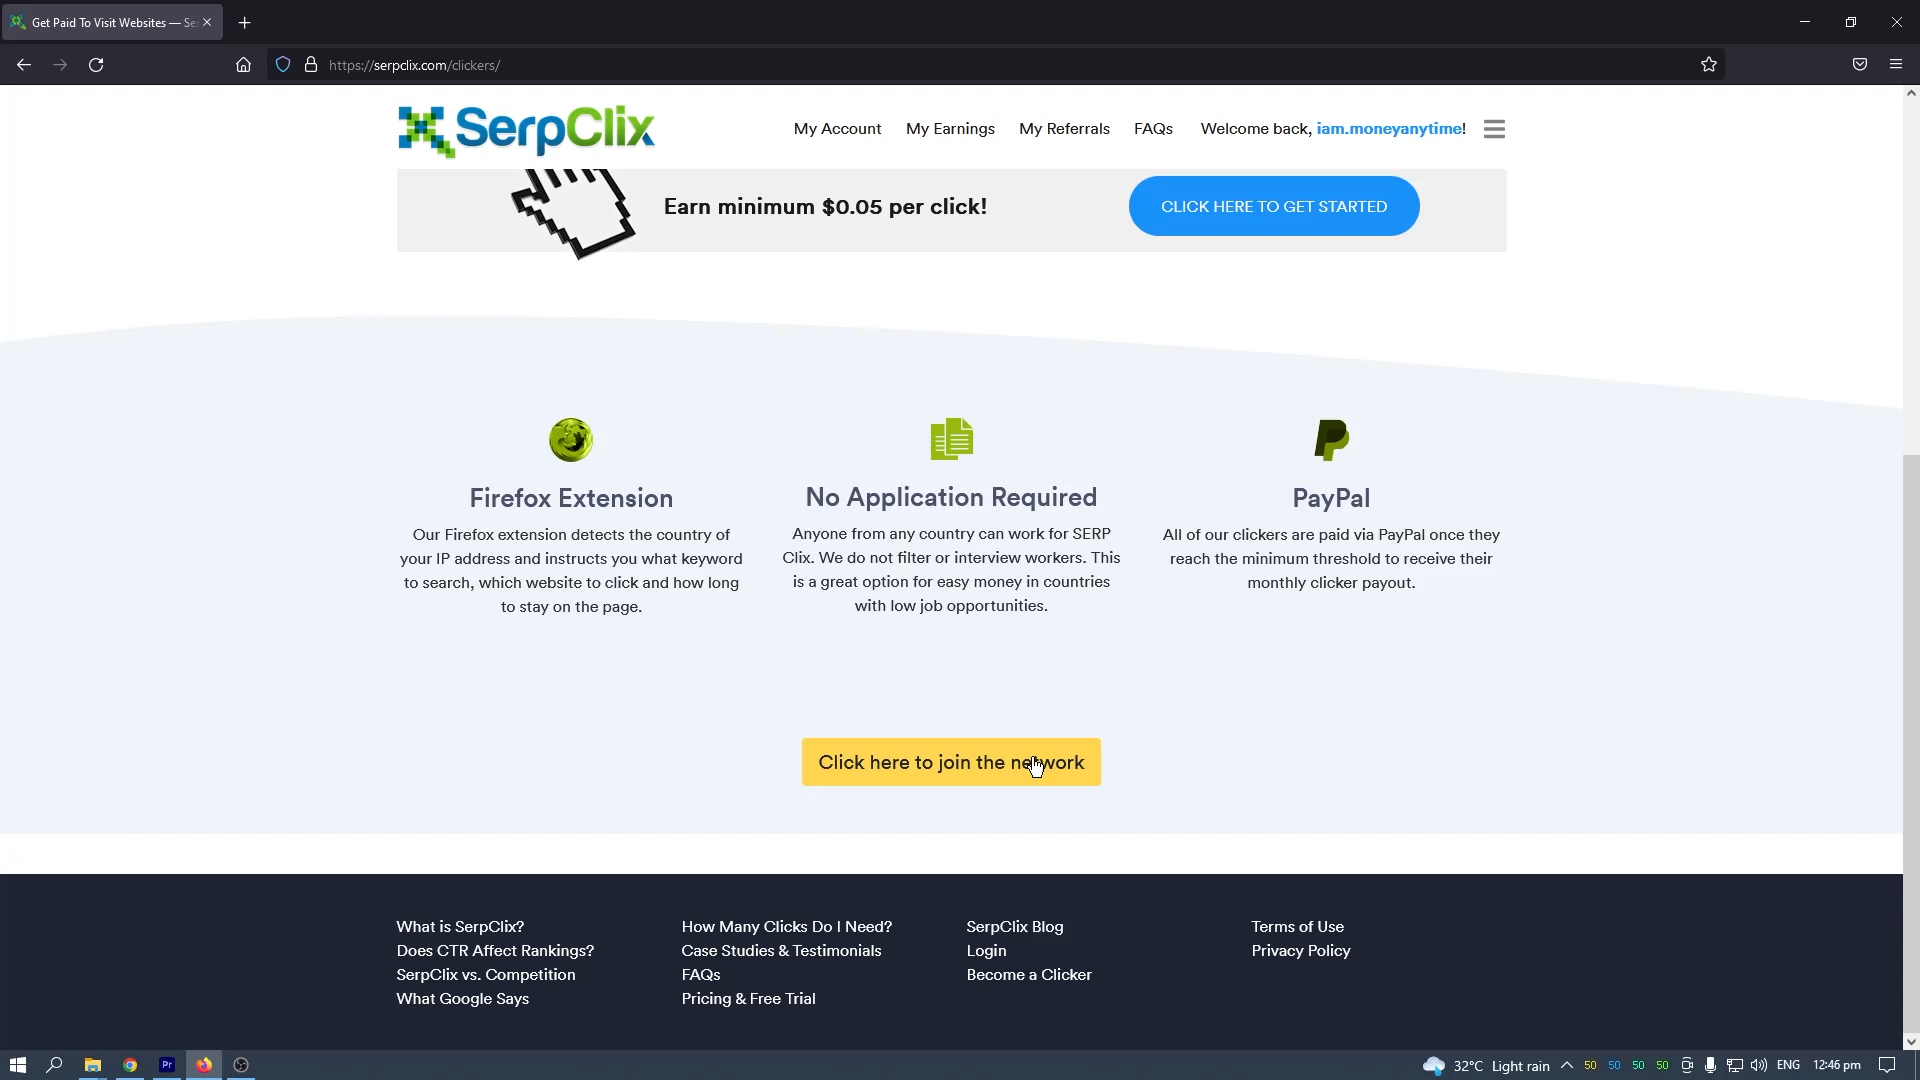 Get Paid To Visit Websites — Se
https://serpclix.com/clickers/
SerpClix
My Account
My Earnings
My Referrals
FAQs
Welcome back, iam.moneyanytime!
Earn minimum $0.05 per click!
CLICK HERE TO GET STARTED
Firefox Extension
Our Firefox extension detects the country of
your IP address and instructs you what keyword
to search, which website to click and how long
to stay on the page.
No Application Required
Anyone from any country can work for SERP
Clix. We do not filter or interview workers. This
is a great option for easy money in countries
with low job opportunities.
PayPal
All of our clickers are paid via PayPal once they
reach the minimum threshold to receive their
monthly clicker payout.
Click here to join the network
What is SerpClix?
Does CTR Affect Rankings?
SerpClix vs. Competition
What Google Says
How Many Clicks Do I Need?
Case Studies & Testimonials
FAQs
Pricing & Free Trial
SerpClix Blog
Login
Become a Clicker
Terms of Use
Privacy Policy
Pr
32°C Light rain
50 50 50 50
ENG
12:46 pm